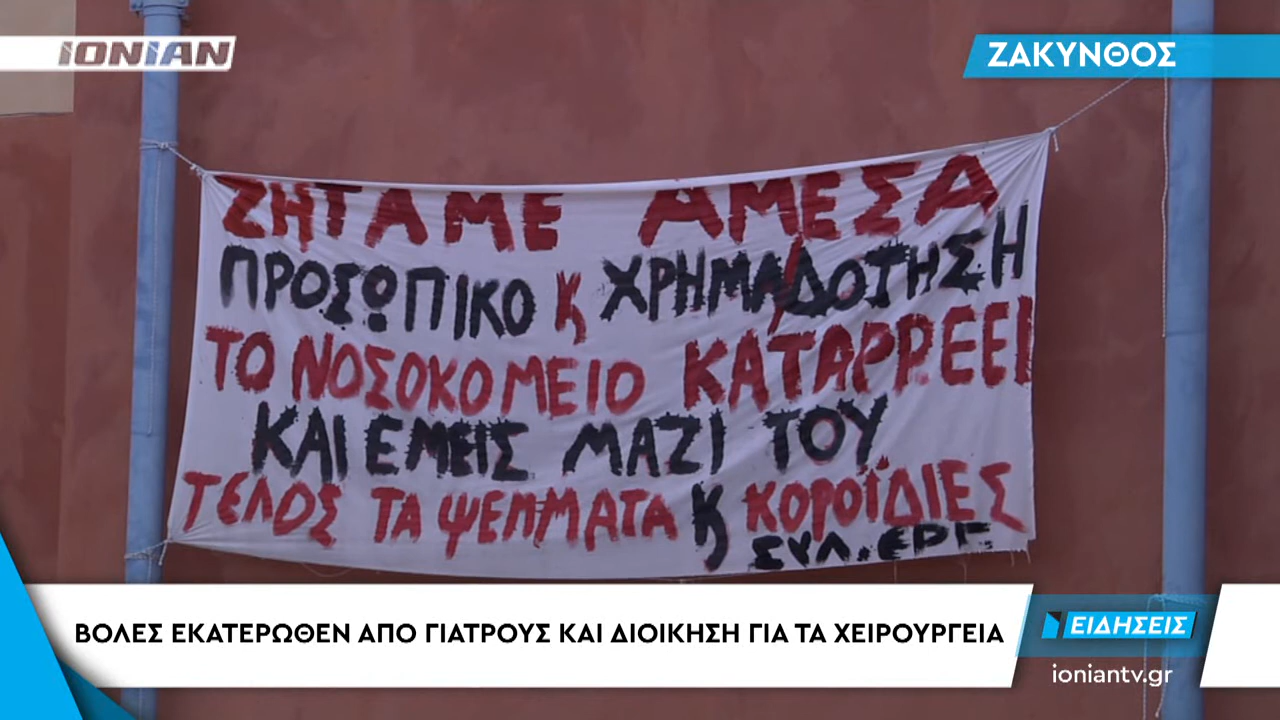 IONIAN
ΖΑΚΥΝΘΟΣ
ΖΗΤΑΜΕ ΑΜΕΣΑ
ΠΡΟΣΩΠΙΚΟ Κ ΧΡΗΜΑΔΟΤΗΣΗ
ΤΟ ΝΟΣΟΚΟΜΕΙΟ ΚΑΤΑΡΡΕΕΙ
ΚΑΙ ΕΜΕΙΣ ΜΑΖΙ ΤΟΥ
ΤΕΛΟΣ ΤΑ ΨΕΜΜΑΤΑ Κ ΚΟΡΟΪΔΙΕΣ
ΣΥΛ. ΕΡΓ.
ΒΟΛΕΣ ΕΚΑΤΕΡΩΘΕΝ ΑΠΟ ΓΙΑΤΡΟΥΣ ΚΑΙ ΔΙΟΙΚΗΣΗ ΓΙΑ ΤΑ ΧΕΙΡΟΥΡΓΕΙΑ
ΕΙΔΗΣΕΙΣ
ioniantv.gr